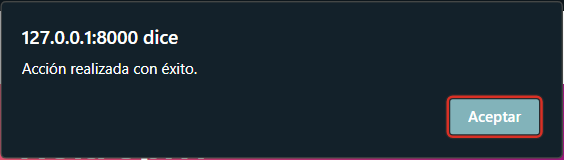 127.0.0.1:8000 dice
Acción realizada con éxito.
Aceptar